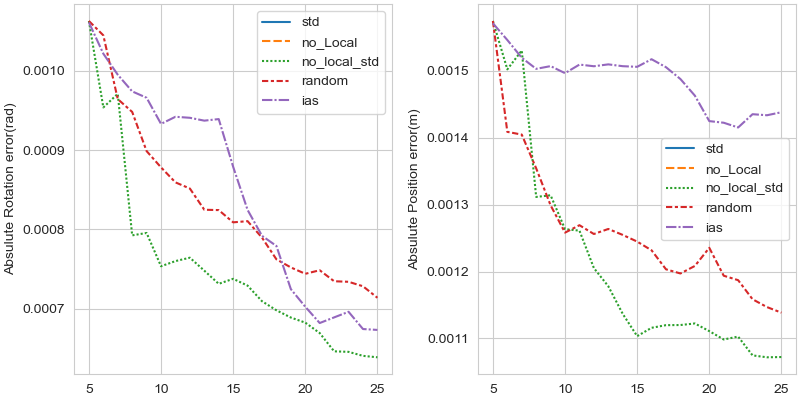 Absulute Rotation error(rad)
0.0010
0.0009
0.0008
0.0007
5
10
15
20
25
std
no_Local
no_local_std
random
ias
Absulute Position error(m)
0.0015
0.0014
0.0013
0.0012
0.0011
5
10
15
20
25
std
no_Local
no_local_std
random
ias